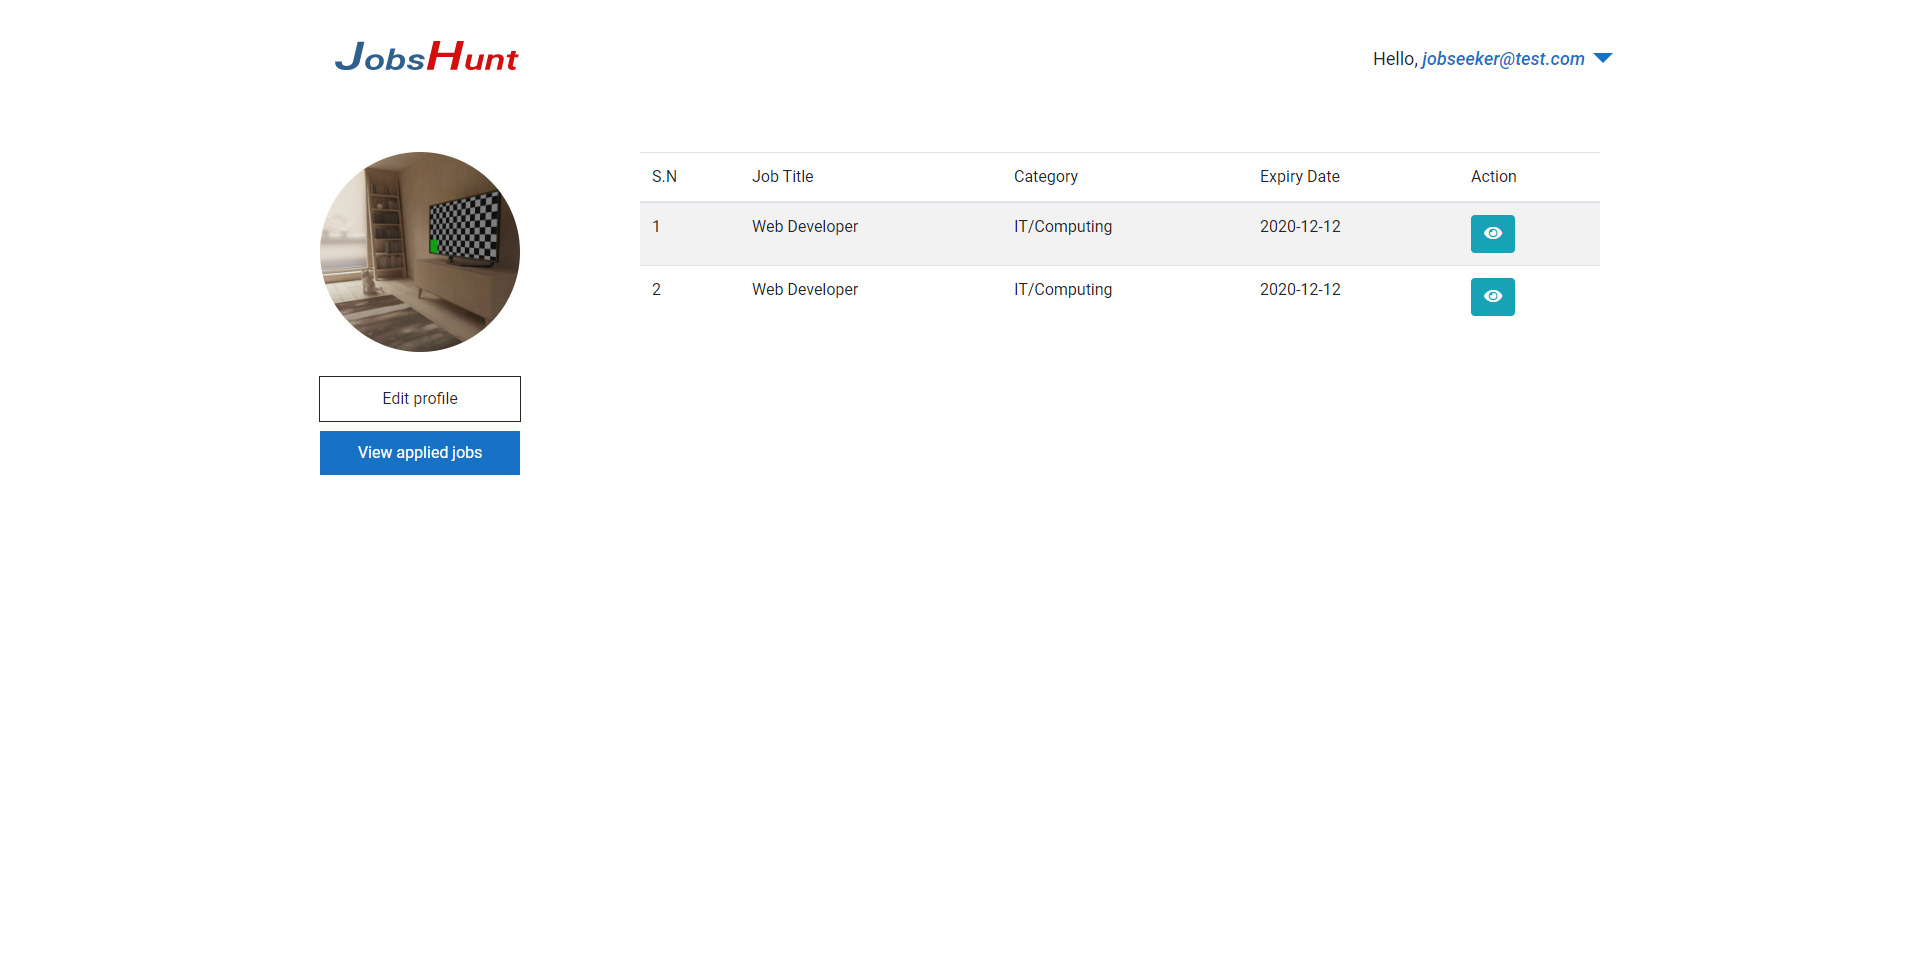 JobsHunt
Hello, jobseeker@test.com
S.N Job Title Category Expiry Date Action
1 Web Developer IT/Computing 2020-12-12
2 Web Developer IT/Computing 2020-12-12
Edit profile
View applied jobs